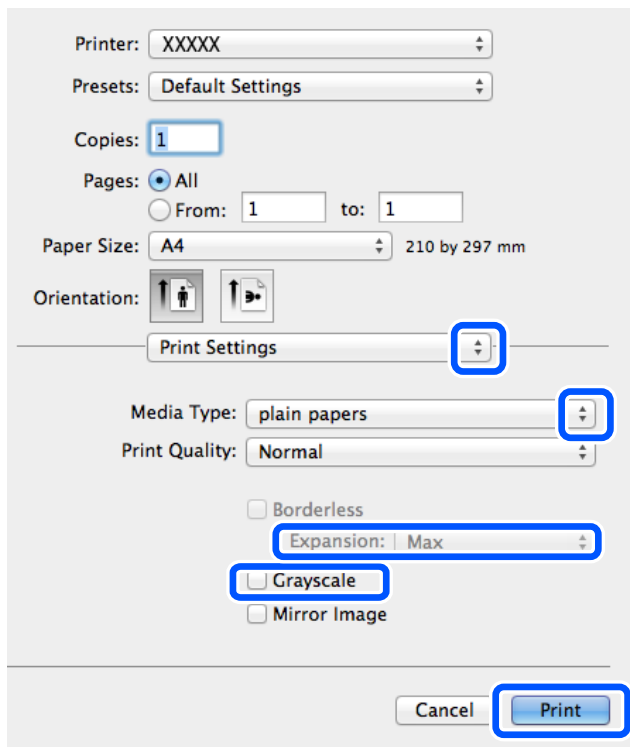 Printer: XXXXX
Presets: Default Settings
Copies: 1
Pages: All
From: 1 to: 1
Paper Size: A4 210 by 297 mm
Orientation:
Print Settings
Media Type: plain papers
Print Quality: Normal
Borderless
Expansion: Max
Grayscale
Mirror Image
Cancel Print